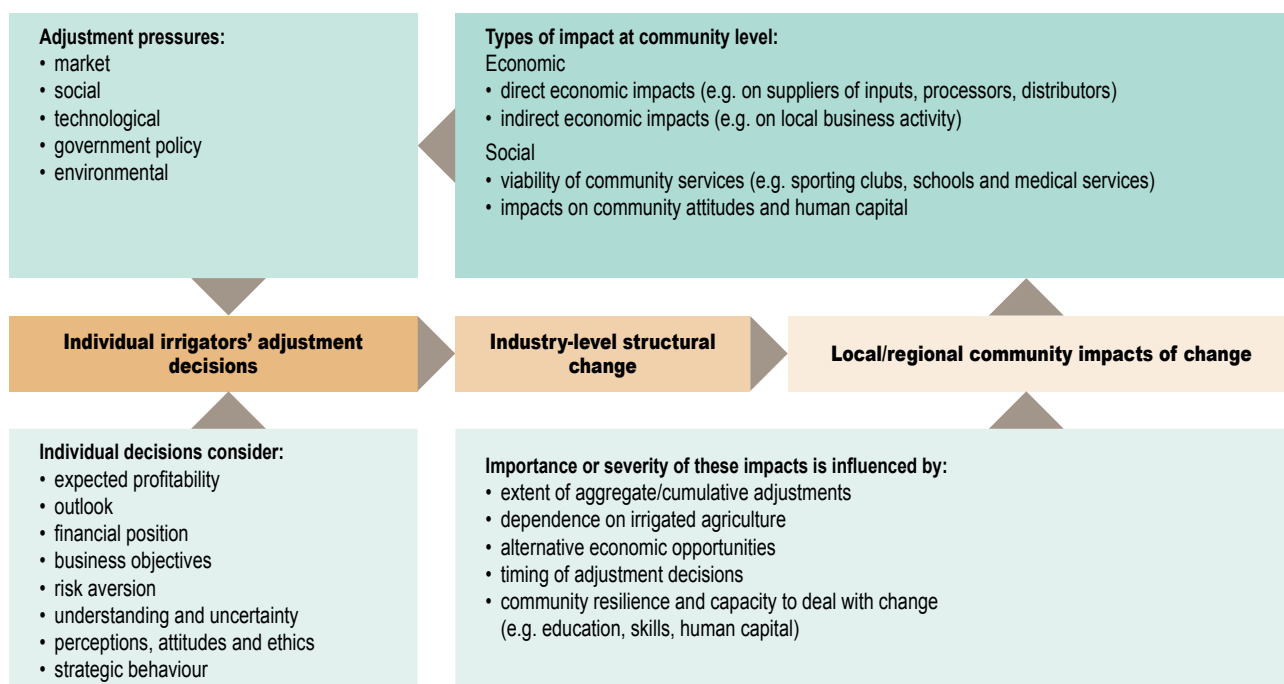 Adjustment pressures:
• market
• social
• technological
• government policy
• environmental
Types of impact at community level:
Economic
• direct economic impacts (e.g. on suppliers of inputs, processors, distributors)
• indirect economic impacts (e.g. on local business activity)
Social
• viability of community services (e.g. sporting clubs, schools and medical services)
• impacts on community attitudes and human capital
Individual irrigators’ adjustment
decisions
Industry-level structural
change
Local/regional community impacts of change
Individual decisions consider:
• expected profitability
• outlook
• financial position
• business objectives
• risk aversion
• understanding and uncertainty
• perceptions, attitudes and ethics
• strategic behaviour
Importance or severity of these impacts is influenced by:
• extent of aggregate/cumulative adjustments
• dependence on irrigated agriculture
• alternative economic opportunities
• timing of adjustment decisions
• community resilience and capacity to deal with change
(e.g. education, skills, human capital)